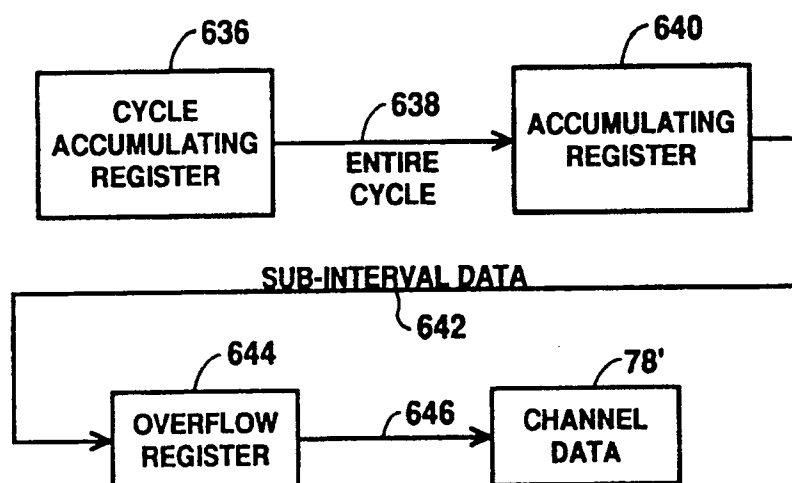 636
640
CYCLE
ACCUMULATING
REGISTER
638
ENTIRE
CYCLE
ACCUMULATING
REGISTER
SUB-INTERVAL DATA
642
644
78'
OVERFLOW
REGISTER
646
CHANNEL
DATA